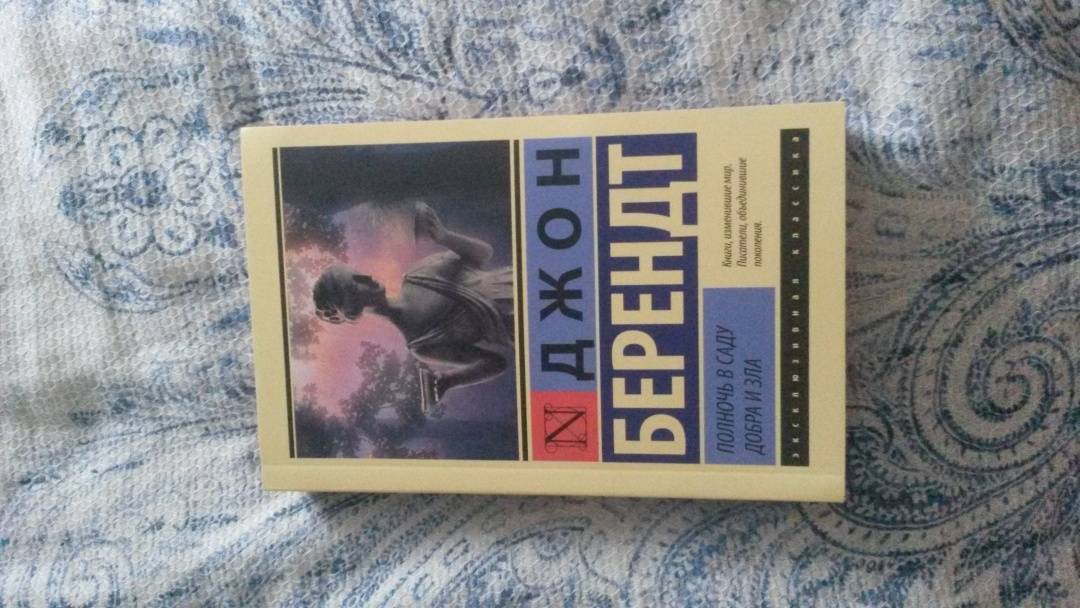 ДЖОН
БЕРЕНДТ
ПОЛНОЧЬ В САДУ
ДОБРА И ЗЛА
Книги, изменившие мир.
Писатели, объединившие
поколения.
ЭКСКЛЮЗИВНАЯ КЛАССИКА